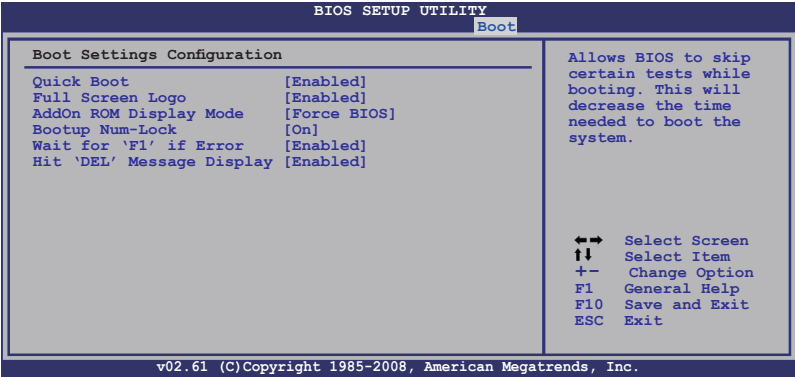 BIOS SETUP UTILITY
Boot
Boot Settings Configuration
Quick Boot [Enabled]
Full Screen Logo [Enabled]
AddOn ROM Display Mode [Force BIOS]
Bootup Num-Lock [On]
Wait for ‘F1’ if Error [Enabled]
Hit ‘DEL’ Message Display [Enabled]
Allows BIOS to skip
certain tests while
booting. This will
decrease the time
needed to boot the
system.
←→ Select Screen
↑↓ Select Item
+- Change Option
F1 General Help
F10 Save and Exit
ESC Exit
v02.61 (C)Copyright 1985-2008, American Megatrends, Inc.